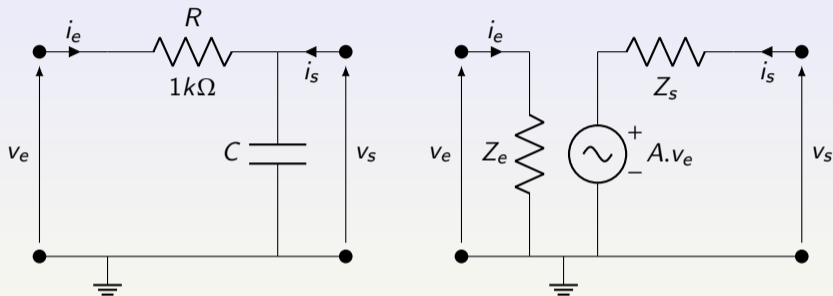 R
i_e
i_s
1kΩ
v_e
C
v_s
i_e
i_s
Z_s
v_e
Z_e
+
−
A.v_e
v_s